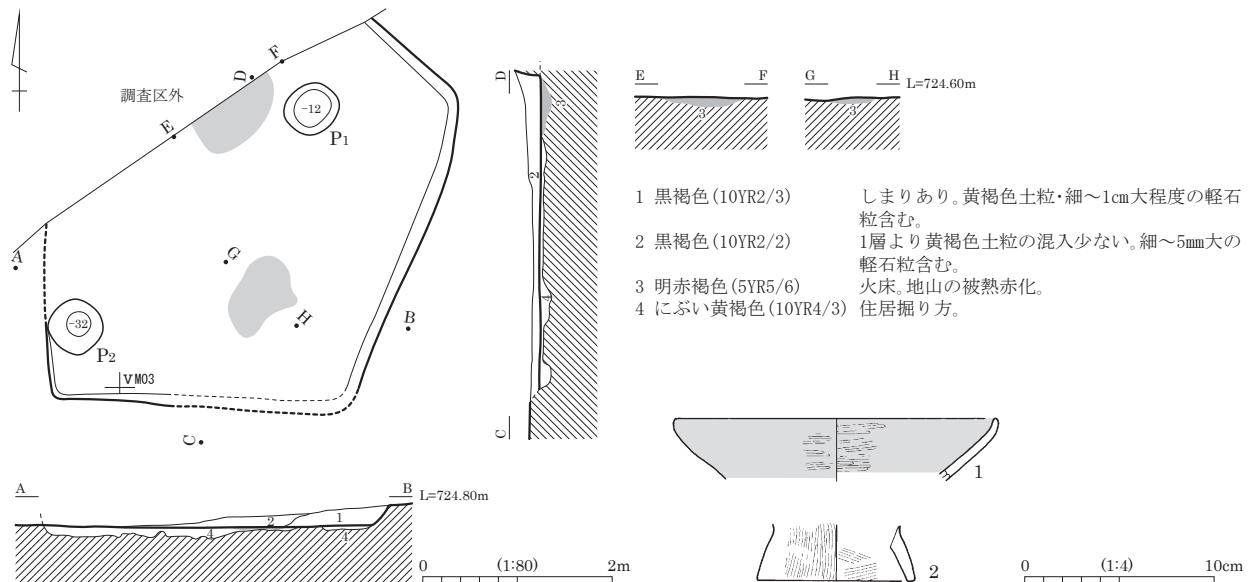 調査区外
A
E
D
F
-12
P1
G
H
B
-32
P2
V M03
C
A
B
L=724.80m
2
1
4
4
0
(1:80)
2m
D
3
2
4
C
E
F
3
G
H
L=724.60m
3
1 黒褐色(10YR2/3) しまりあり。黄褐色土粒・細～1cm大程度の軽石
粒含む。
2 黒褐色(10YR2/2) 1層より黄褐色土粒の混入少ない。細～5mm大の
軽石粒含む。
3 明赤褐色(5YR5/6) 火床。地山の被熱赤化。
4 にぶい黄褐色(10YR4/3) 住居掘り方。
1
2
0
(1:4)
10cm